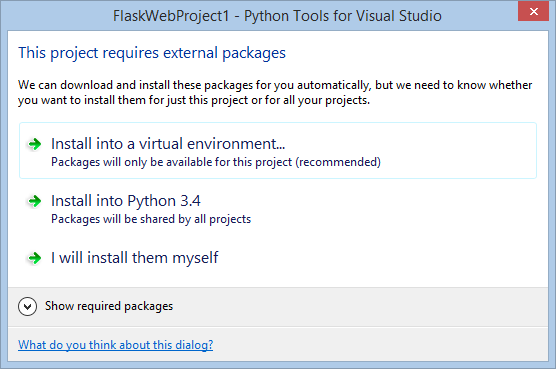 FlaskWebProject1 - Python Tools for Visual Studio
This project requires external packages
We can download and install these packages for you automatically, but we need to know whether
you want to install them for just this project or for all your projects.
Install into a virtual environment...
Packages will only be available for this project (recommended)
Install into Python 3.4
Packages will be shared by all projects
I will install them myself
Show required packages
What do you think about this dialog?